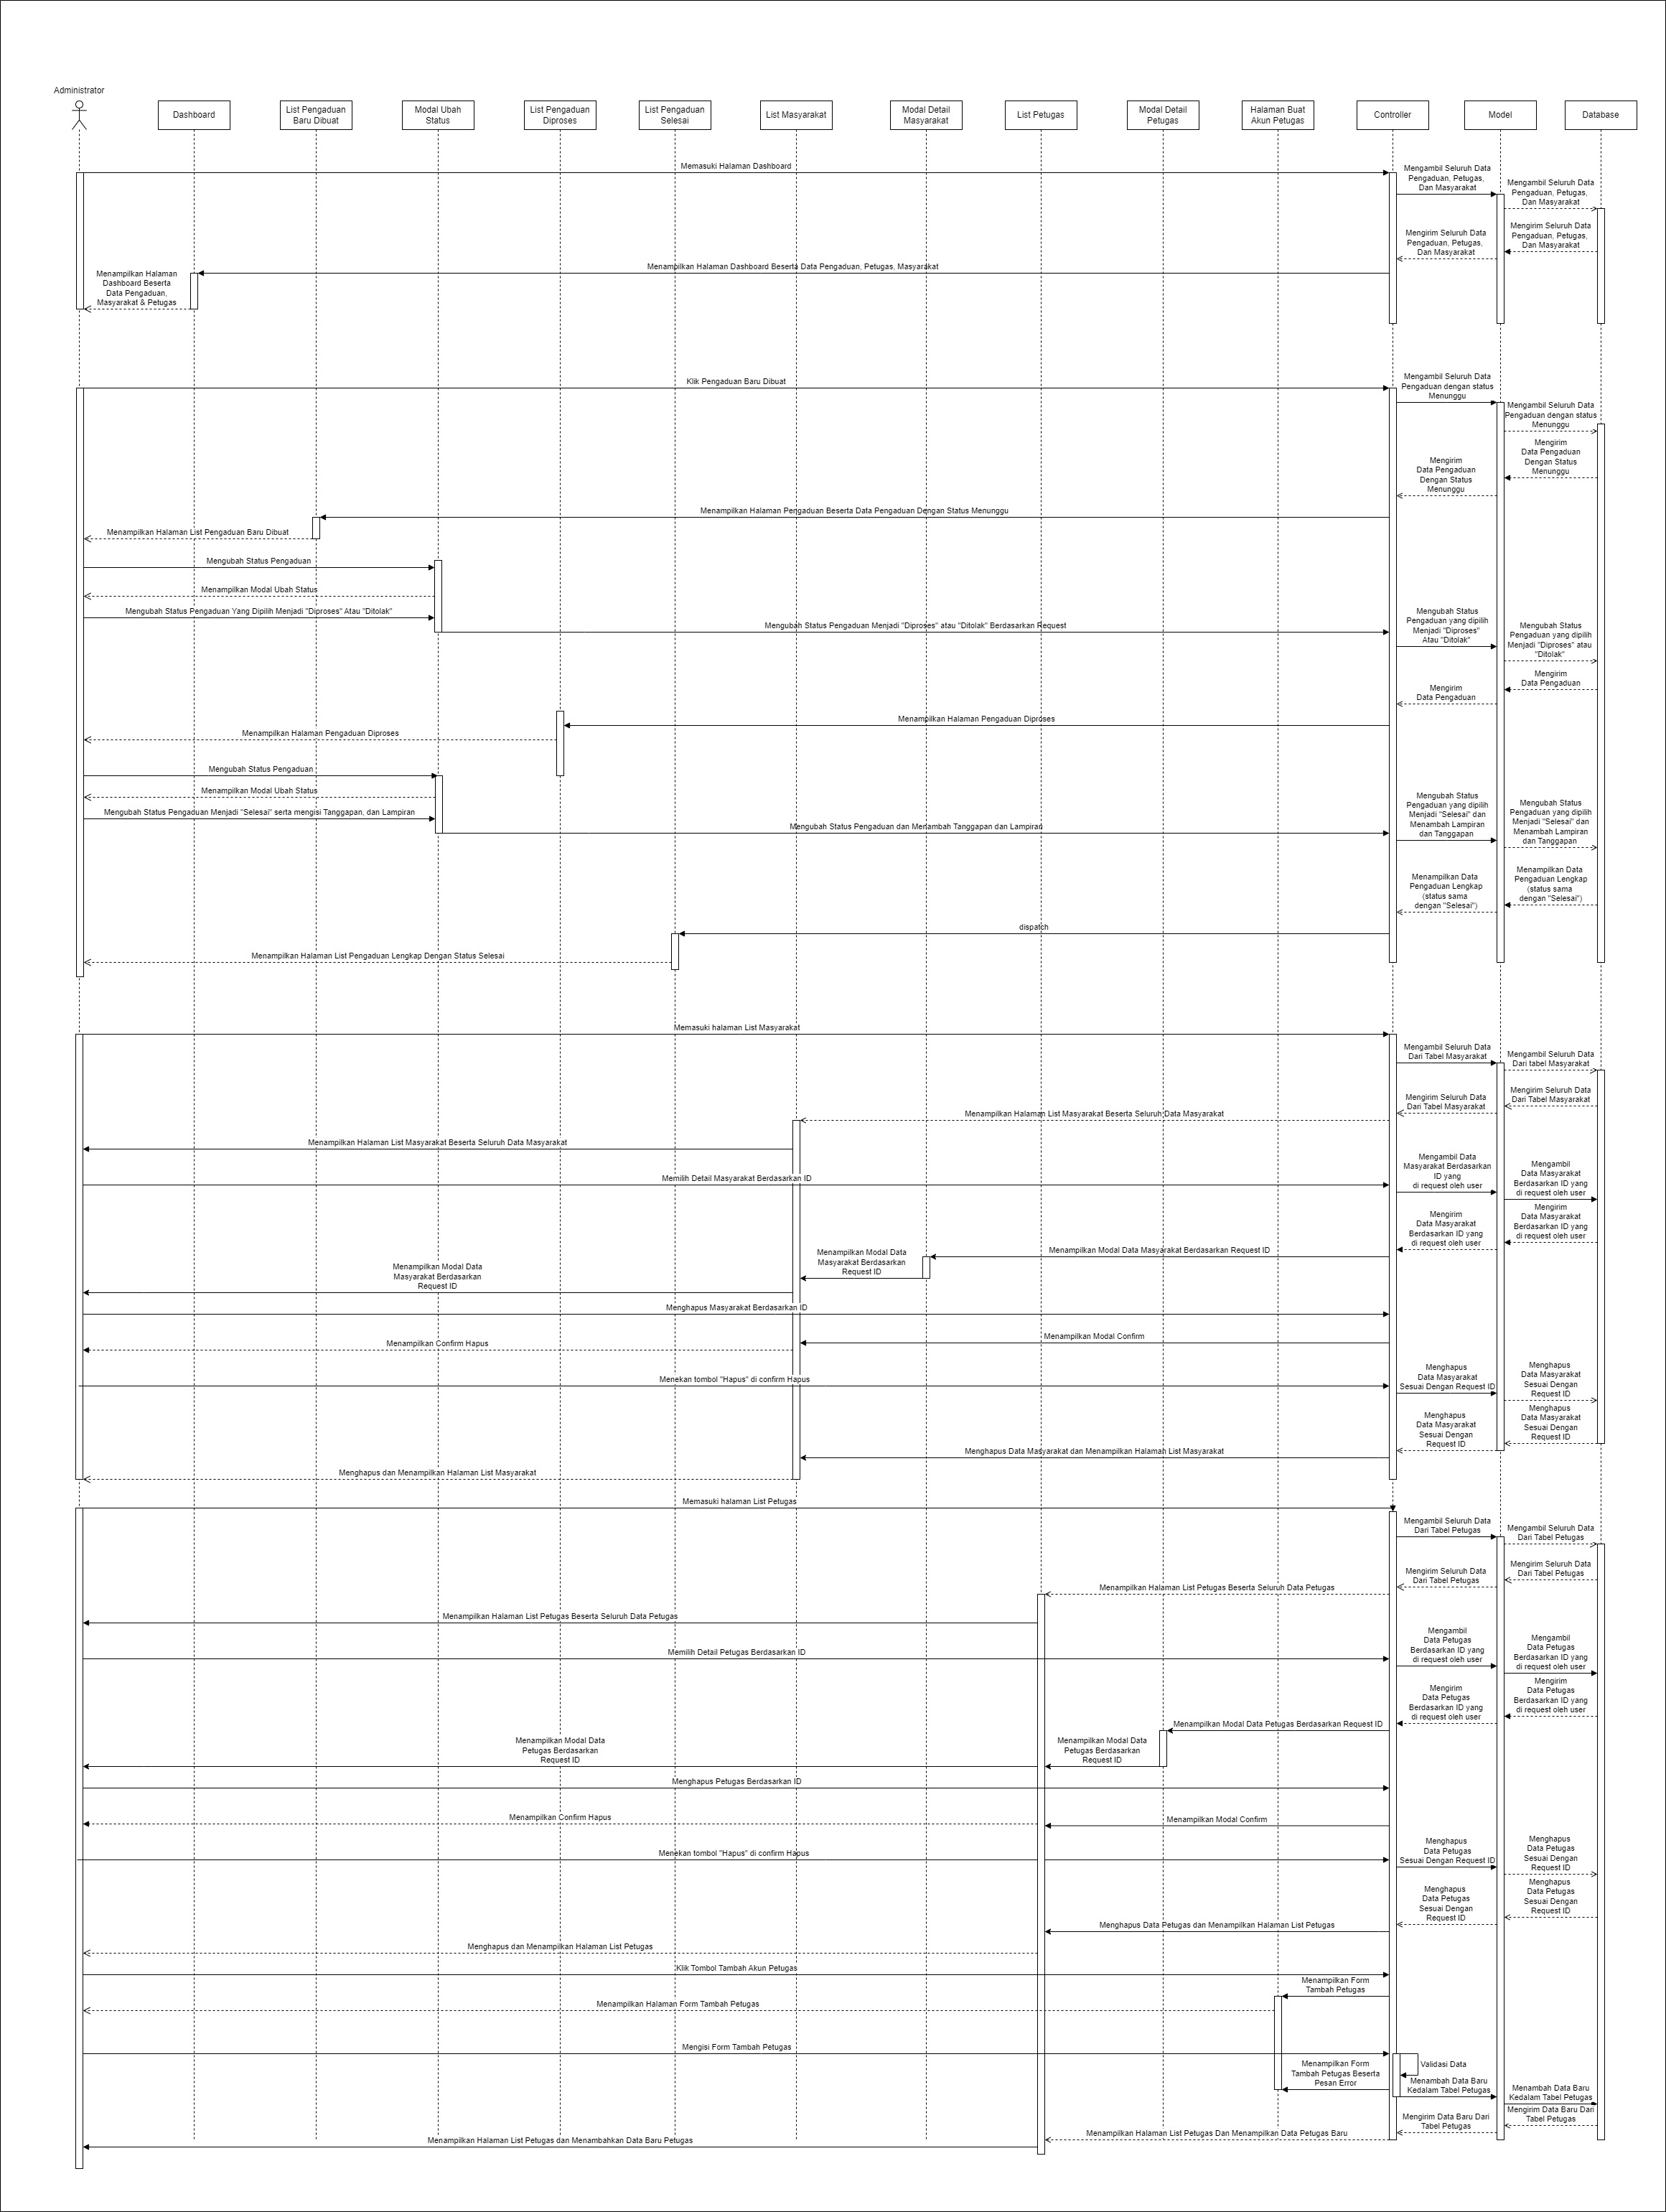 Administrator
Dashboard
List Pengaduan
Baru Dibuat
Modal Ubah
Status
List Pengaduan
Diproses
List Pengaduan
Selesai
List Masyarakat
Modal Detail
Masyarakat
List Petugas
Modal Detail
Petugas
Halaman Buat
Akun Petugas
Controller
Model
Database
Memasuki Halaman Dashboard
Mengambil Seluruh Data
Pengaduan, Petugas,
Dan Masyarakat
Mengambil Seluruh Data
Pengaduan, Petugas,
Dan Masyarakat
Mengirim Seluruh Data
Pengaduan, Petugas,
Dan Masyarakat
Mengirim Seluruh Data
Pengaduan, Petugas,
Dan Masyarakat
Menampilkan Halaman Dashboard Beserta Data Pengaduan, Petugas, Masyarakat
Menampilkan Halaman
Dashboard Beserta
Data Pengaduan,
Masyarakat & Petugas
Klik Pengaduan Baru Dibuat
Mengambil Seluruh Data
Pengaduan dengan status
Menunggu
Mengambil Seluruh Data
Pengaduan dengan status
Menunggu
Mengirim
Data Pengaduan
Dengan Status
Menunggu
Mengirim
Data Pengaduan
Dengan Status
Menunggu
Menampilkan Halaman Pengaduan Beserta Data Pengaduan Dengan Status Menunggu
Menampilkan Halaman List Pengaduan Baru Dibuat
Mengubah Status Pengaduan
Menampilkan Modal Ubah Status
Mengubah Status Pengaduan Yang Dipilih Menjadi "Diproses" Atau "Ditolak"
Mengubah Status Pengaduan Menjadi "Diproses" atau "Ditolak" Berdasarkan Request
Mengubah Status
Pengaduan yang dipilih
Menjadi "Diproses"
Atau "Ditolak"
Mengubah Status
Pengaduan yang dipilih
Menjadi "Diproses" atau
"Ditolak"
Mengirim
Data Pengaduan
Mengirim
Data Pengaduan
Menampilkan Halaman Pengaduan Diproses
Menampilkan Halaman Pengaduan Diproses
Mengubah Status Pengaduan
Menampilkan Modal Ubah Status
Mengubah Status Pengaduan Menjadi "Selesai" serta mengisi Tanggapan, dan Lampiran
Mengubah Status Pengaduan dan Menambah Tanggapan dan Lampiran
Mengubah Status
Pengaduan yang dipilih
Menjadi "Selesai" dan
Menambah Lampiran
dan Tanggapan
Mengubah Status
Pengaduan yang dipilih
Menjadi "Selesai" dan
Menambah Lampiran
dan Tanggapan
Menampilkan Data
Pengaduan Lengkap
(status sama
dengan "Selesai")
Menampilkan Data
Pengaduan Lengkap
(status sama
dengan "Selesai")
dispatch
Menampilkan Halaman List Pengaduan Lengkap Dengan Status Selesai
Memasuki halaman List Masyarakat
Mengambil Seluruh Data
Dari Tabel Masyarakat
Mengambil Seluruh Data
Dari tabel Masyarakat
Mengirim Seluruh Data
Dari Tabel Masyarakat
Mengirim Seluruh Data
Dari Tabel Masyarakat
Menampilkan Halaman List Masyarakat Beserta Seluruh Data Masyarakat
Menampilkan Halaman List Masyarakat Beserta Seluruh Data Masyarakat
Memilih Detail Masyarakat Berdasarkan ID
Mengambil Data
Masyarakat Berdasarkan
ID yang
di request oleh user
Mengambil
Data Masyarakat
Berdasarkan ID yang
di request oleh user
Mengirim
Data Masyarakat
Berdasarkan ID yang
di request oleh user
Mengirim
Data Masyarakat
Berdasarkan ID yang
di request oleh user
Menampilkan Modal Data Masyarakat Berdasarkan Request ID
Menampilkan Modal Data
Masyarakat Berdasarkan
Request ID
Menampilkan Modal Data
Masyarakat Berdasarkan
Request ID
Menghapus Masyarakat Berdasarkan ID
Menampilkan Modal Confirm
Menampilkan Confirm Hapus
Menekan tombol "Hapus" di confirm Hapus
Menghapus
Data Masyarakat
Sesuai Dengan Request ID
Menghapus
Data Masyarakat
Sesuai Dengan
Request ID
Menghapus
Data Masyarakat
Sesuai Dengan
Request ID
Menghapus
Data Masyarakat
Sesuai Dengan
Request ID
Menghapus Data Masyarakat dan Menampilkan Halaman List Masyarakat
Menghapus dan Menampilkan Halaman List Masyarakat
Memasuki halaman List Petugas
Mengambil Seluruh Data
Dari Tabel Petugas
Mengambil Seluruh Data
Dari Tabel Petugas
Mengirim Seluruh Data
Dari Tabel Petugas
Mengirim Seluruh Data
Dari Tabel Petugas
Menampilkan Halaman List Petugas Beserta Seluruh Data Petugas
Menampilkan Halaman List Petugas Beserta Seluruh Data Petugas
Memilih Detail Petugas Berdasarkan ID
Mengambil
Data Petugas
Berdasarkan ID yang
di request oleh user
Mengambil
Data Petugas
Berdasarkan ID yang
di request oleh user
Mengirim
Data Petugas
Berdasarkan ID yang
di request oleh user
Mengirim
Data Petugas
Berdasarkan ID yang
di request oleh user
Menampilkan Modal Data Petugas Berdasarkan Request ID
Menampilkan Modal Data
Petugas Berdasarkan
Request ID
Menampilkan Modal Data
Petugas Berdasarkan
Request ID
Menghapus Petugas Berdasarkan ID
Menampilkan Confirm Hapus
Menampilkan Modal Confirm
Menekan tombol "Hapus" di confirm Hapus
Menghapus
Data Petugas
Sesuai Dengan Request ID
Menghapus
Data Petugas
Sesuai Dengan
Request ID
Menghapus
Data Petugas
Sesuai Dengan
Request ID
Menghapus
Data Petugas
Sesuai Dengan
Request ID
Menghapus Data Petugas dan Menampilkan Halaman List Petugas
Menghapus dan Menampilkan Halaman List Petugas
Klik Tombol Tambah Akun Petugas
Menampilkan Form
Tambah Petugas
Menampilkan Halaman Form Tambah Petugas
Mengisi Form Tambah Petugas
Validasi Data
Menampilkan Form
Tambah Petugas Beserta
Pesan Error
Menambah Data Baru
Kedalam Tabel Petugas
Menambah Data Baru
Kedalam Tabel Petugas
Mengirim Data Baru Dari
Tabel Petugas
Mengirim Data Baru Dari
Tabel Petugas
Menampilkan Halaman List Petugas Dan Menampilkan Data Petugas Baru
Menampilkan Halaman List Petugas dan Menambahkan Data Baru Petugas